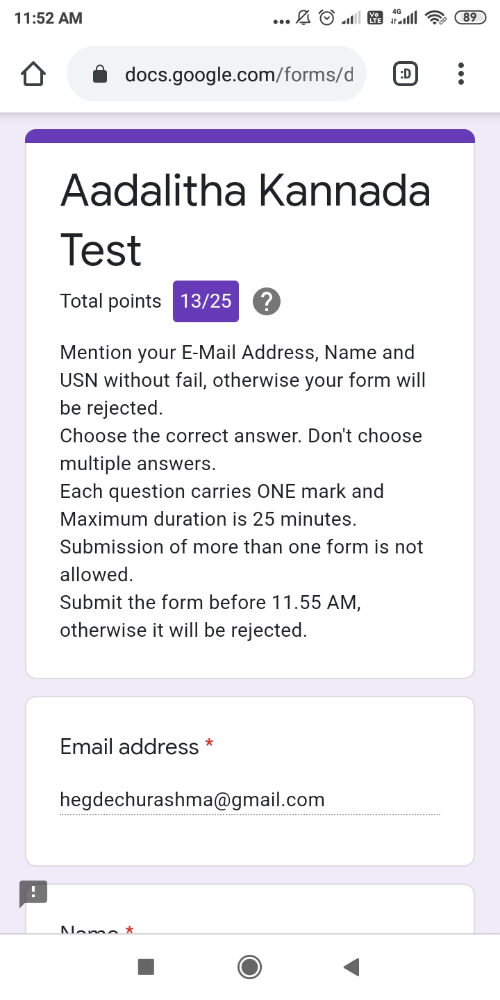 11:52 AM
... Vo LTE 4G 89
docs.google.com/forms/d
:D
Aadalitha Kannada
Test
Total points 13/25 ?
Mention your E-Mail Address, Name and
USN without fail, otherwise your form will
be rejected.
Choose the correct answer. Don't choose
multiple answers.
Each question carries ONE mark and
Maximum duration is 25 minutes.
Submission of more than one form is not
allowed.
Submit the form before 11.55 AM,
otherwise it will be rejected.
Email address *
hegdechurashma@gmail.com
!
Name *